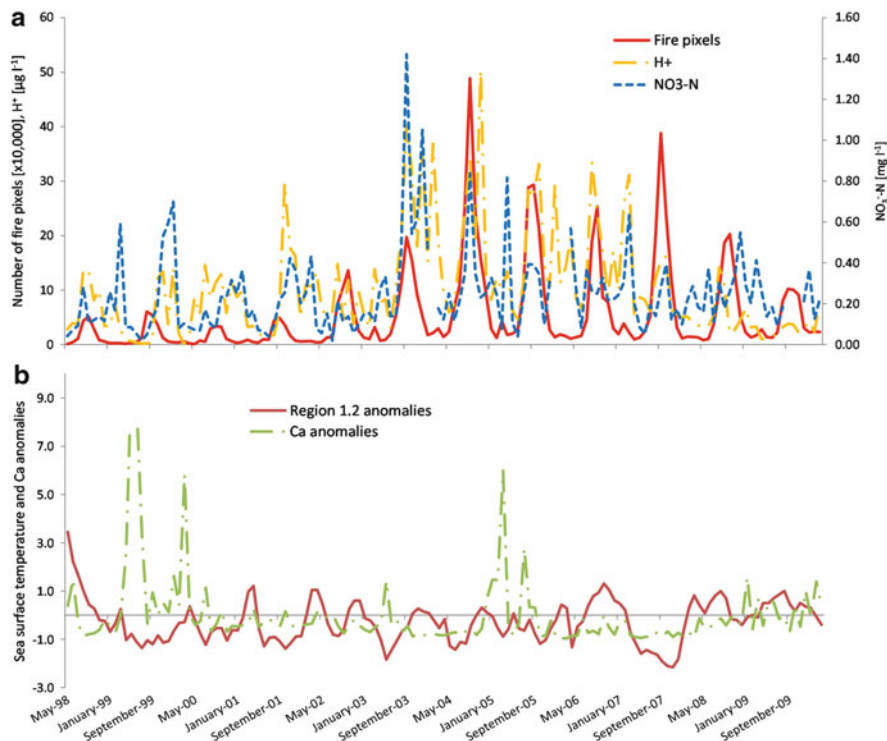 a
60
50
40
30
20
10
0
Number of fire pixels [x10,000], H⁺ [µg l⁻¹]
Fire pixels
H+
NO3-N
1.60
1.40
1.20
1.00
0.80
0.60
0.40
0.20
0.00
NO₃⁻-N [mg l⁻¹]
b
9.0
7.0
5.0
3.0
1.0
-1.0
-3.0
Sea surface temperature and Ca anomalies
Region 1.2 anomalies
Ca anomalies
May-98
January-99
September-99
May-00
January-01
September-01
May-02
January-03
September-03
May-04
January-05
September-05
May-06
January-07
September-07
May-08
January-09
September-09